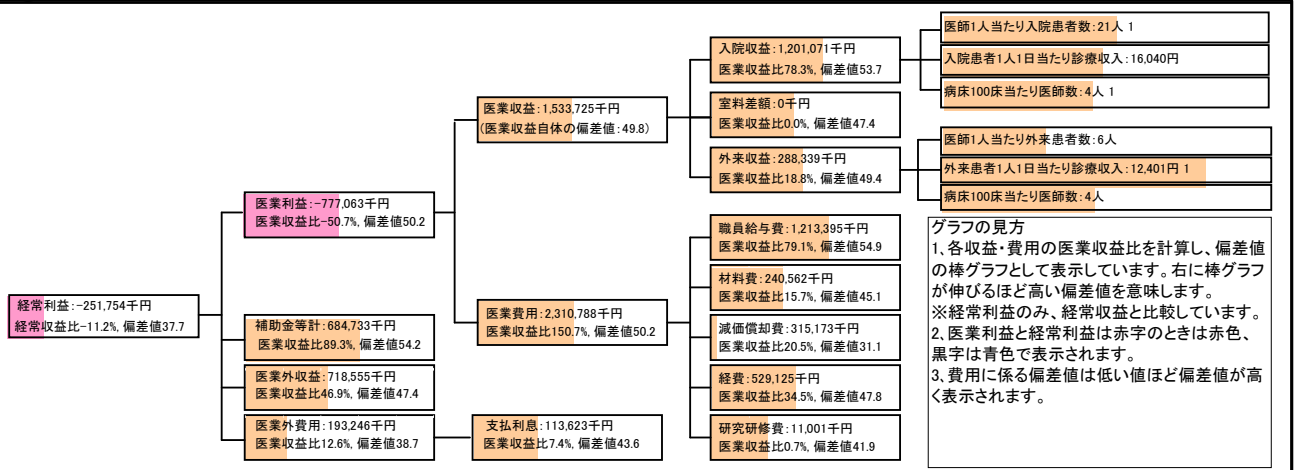 経常利益:-251,754千円
経常収益比-11.2%, 偏差値37.7
医業利益:-777,063千円
医業収益比-50.7%, 偏差値50.2
補助金等計:684,733千円
医業収益比89.3%, 偏差値54.2
医業外収益:718,555千円
医業収益比46.9%, 偏差値47.4
医業外費用:193,246千円
医業収益比12.6%, 偏差値38.7
支払利息:113,623千円
医業収益比7.4%, 偏差値43.6
医業収益:1,533,725千円
(医業収益自体の偏差値:49.8)
医業費用:2,310,788千円
医業収益比150.7%, 偏差値50.2
入院収益:1,201,071千円
医業収益比78.3%, 偏差値53.7
室料差額:0千円
医業収益比0.0%, 偏差値47.4
外来収益:288,339千円
医業収益比18.8%, 偏差値49.4
職員給与費:1,213,395千円
医業収益比79.1%, 偏差値54.9
材料費:240,562千円
医業収益比15.7%, 偏差値45.1
減価償却費:315,173千円
医業収益比20.5%, 偏差値31.1
経費:529,125千円
医業収益比34.5%, 偏差値47.8
研究研修費:11,001千円
医業収益比0.7%, 偏差値41.9
医師1人当たり入院患者数:21人 1
入院患者1人1日当たり診療収入:16,040円
病床100床当たり医師数:4人 1
医師1人当たり外来患者数:6人
外来患者1人1日当たり診療収入:12,401円 1
病床100床当たり医師数:4人
グラフの見方
1、各収益・費用の医業収益比を計算し、偏差値
の棒グラフとして表示しています。右に棒グラフ
が伸びるほど高い偏差値を意味します。
※経常利益のみ、経常収益と比較しています。
2、医業利益と経常利益は赤字のときは赤色、
黒字は青色で表示されます。
3、費用に係る偏差値は低い値ほど偏差値が高
く表示されます。